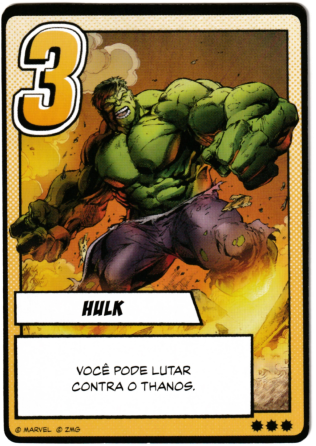 3
HULK
VOCÊ PODE LUTAR
CONTRA O THANOS.
© MARVEL © ZMG